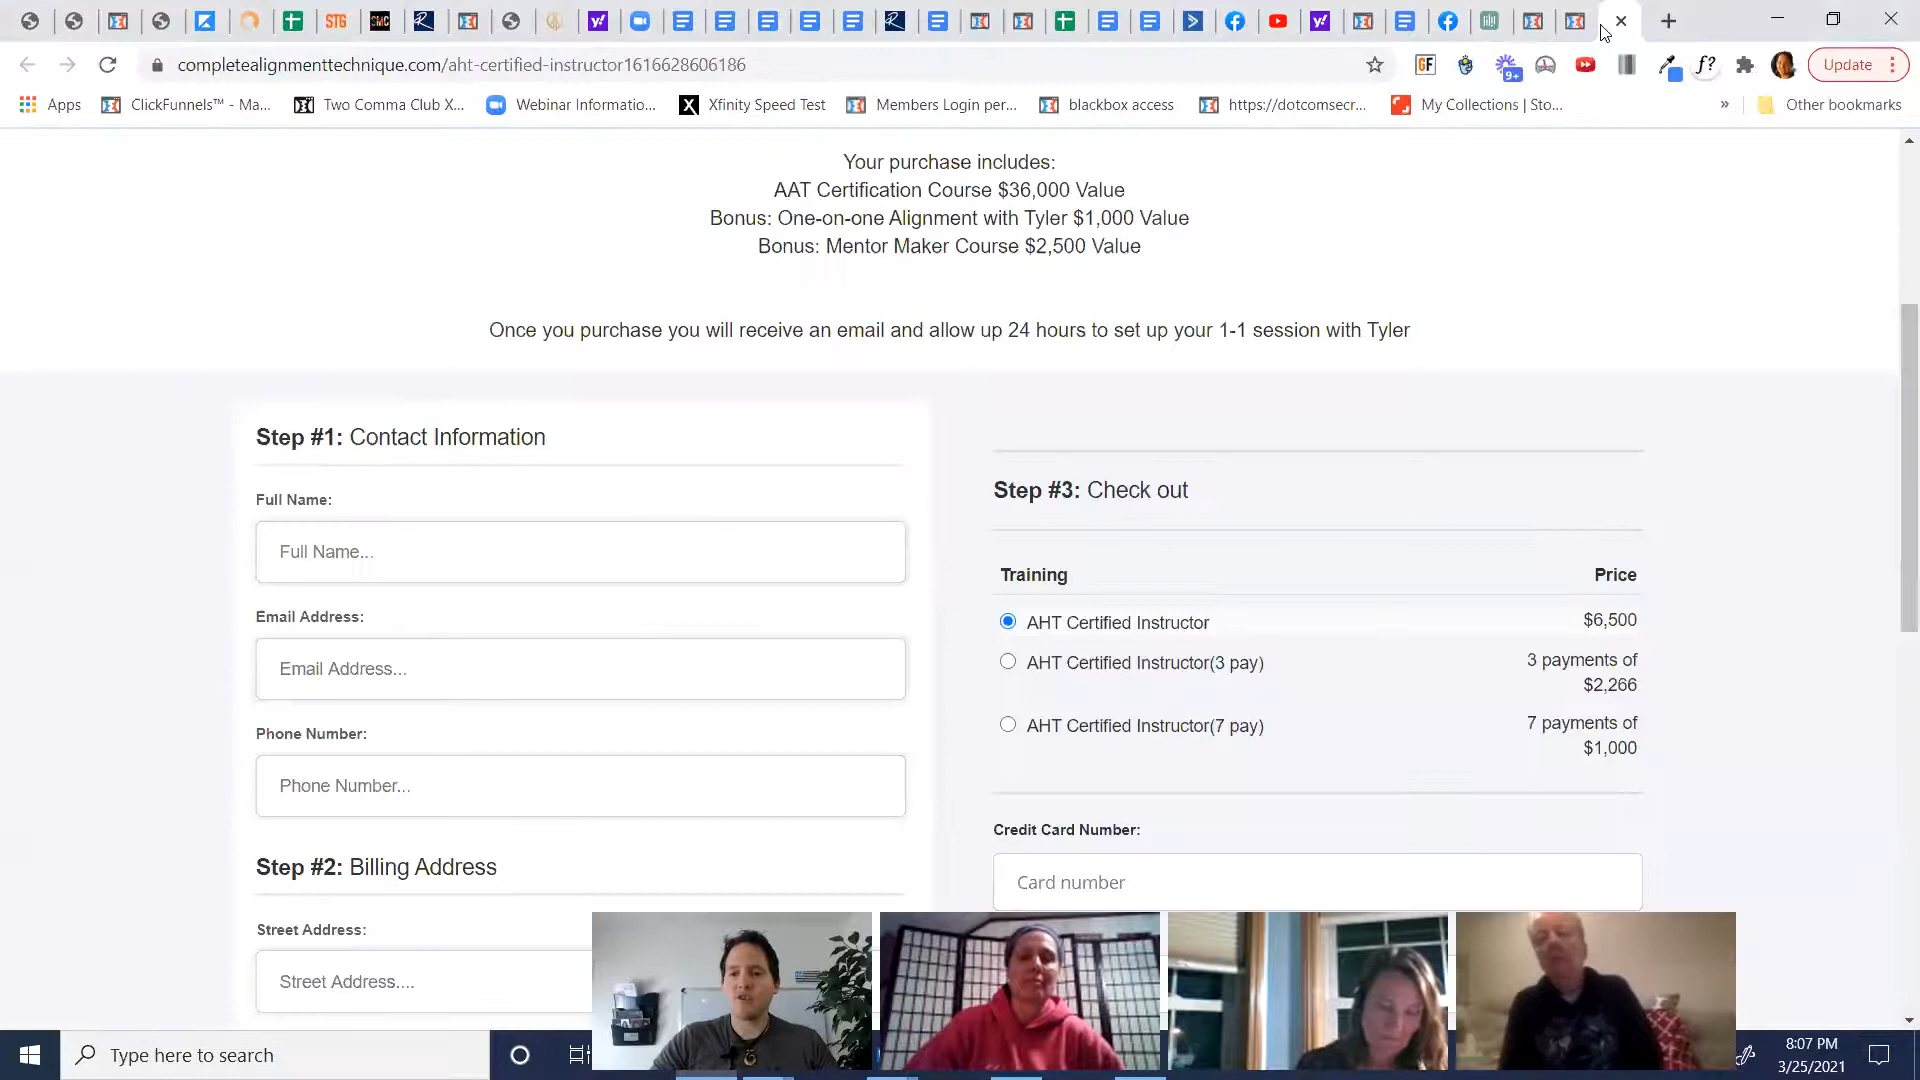 completealignmenttechnique.com/aht-certified-instructor1616628606186
GF
9+
f?
Update
Apps
ClickFunnels™ - Ma...
Two Comma Club X...
Webinar Informatio...
Xfinity Speed Test
Members Login per...
blackbox access
https://dotcomsecr...
My Collections | Sto...
»
Other bookmarks
Your purchase includes:
AAT Certification Course $36,000 Value
Bonus: One-on-one Alignment with Tyler $1,000 Value
Bonus: Mentor Maker Course $2,500 Value
Once you purchase you will receive an email and allow up 24 hours to set up your 1-1 session with Tyler
Step #1: Contact Information
Full Name:
Full Name...
Email Address:
Email Address...
Phone Number:
Phone Number...
Step #2: Billing Address
Street Address:
Street Address....
Step #3: Check out
Training Price
AHT Certified Instructor $6,500
AHT Certified Instructor(3 pay) 3 payments of
$2,266
AHT Certified Instructor(7 pay) 7 payments of
$1,000
Credit Card Number:
Card number
Type here to search
8:07 PM
3/25/2021